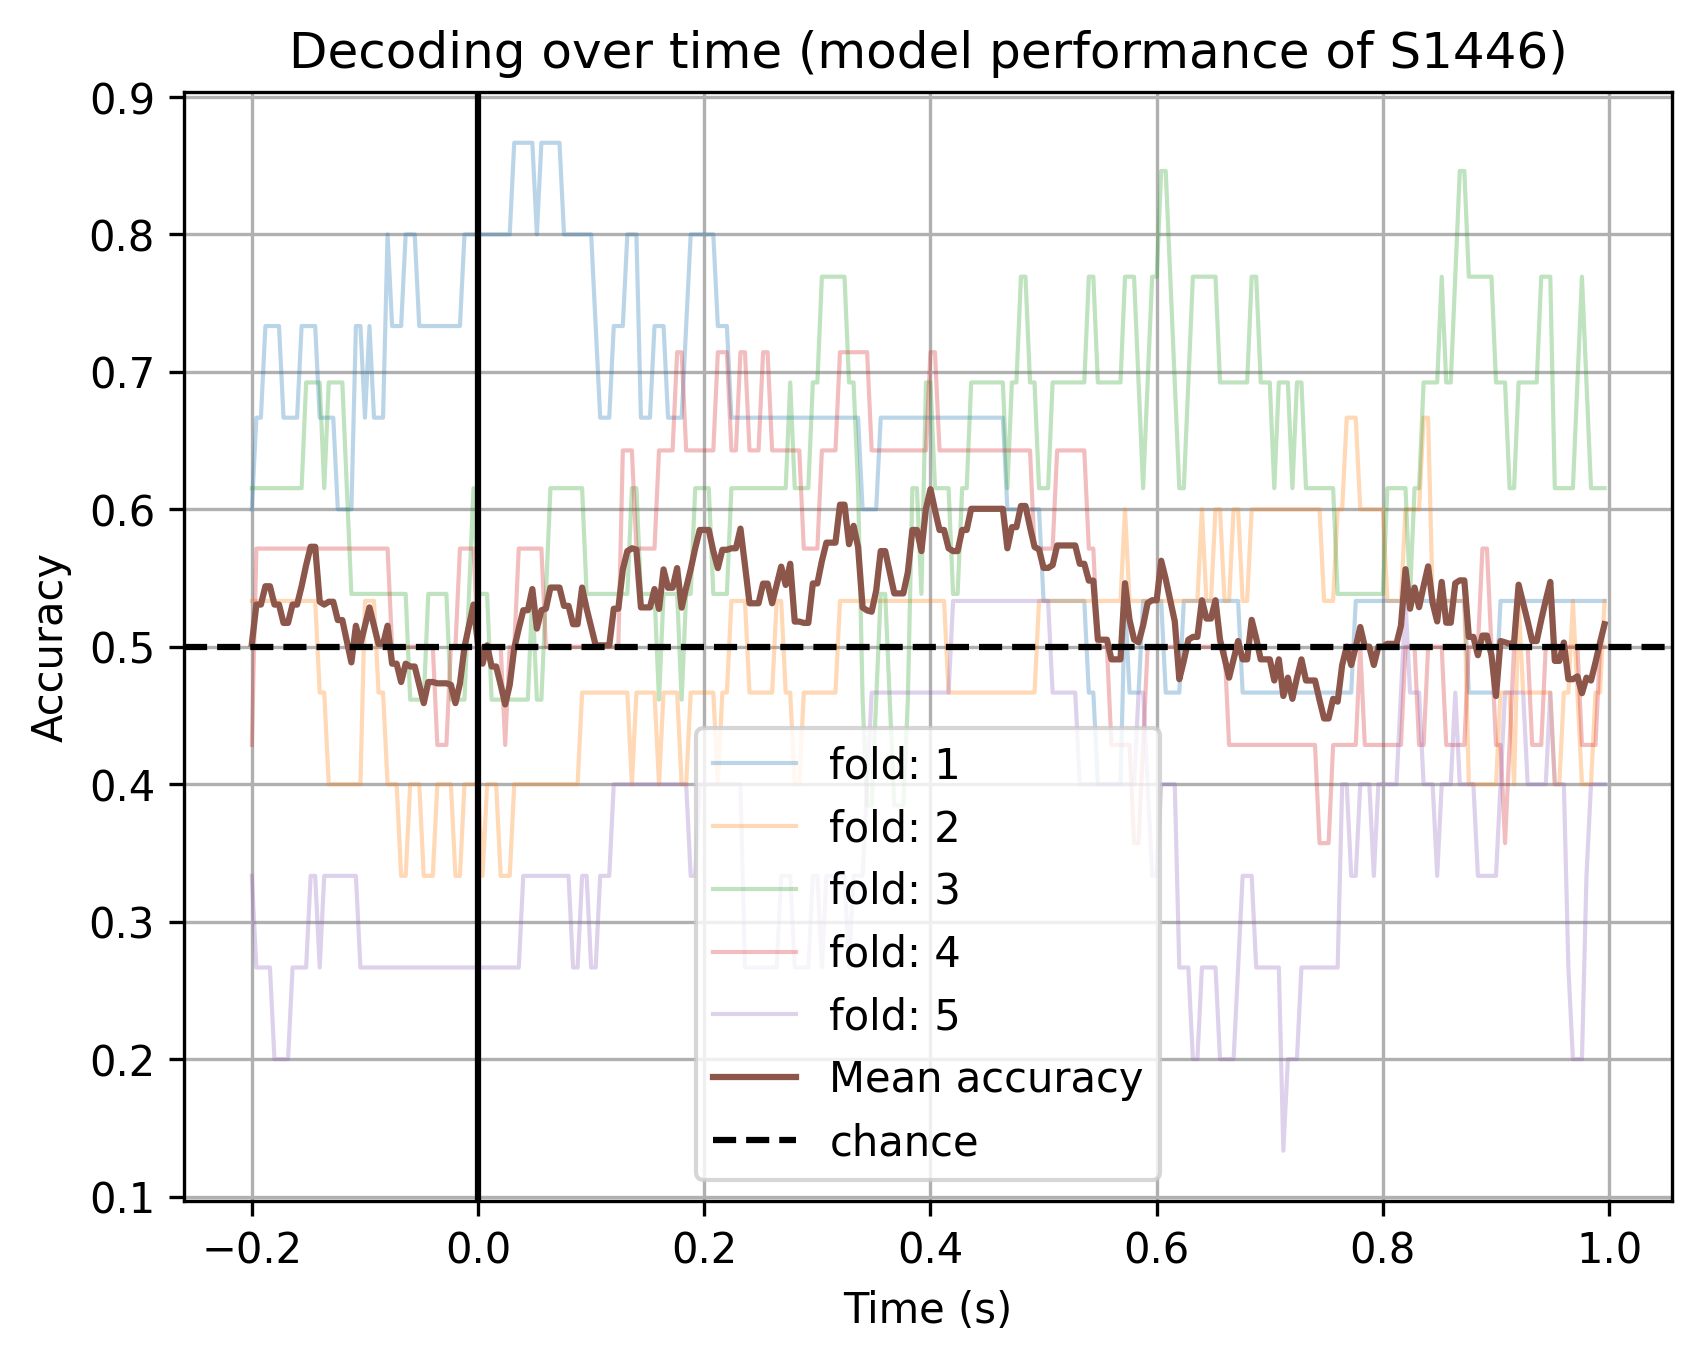 Decoding over time (model performance of S1446)
Accuracy
0.9
0.8
0.7
0.6
0.5
0.4
0.3
0.2
0.1
fold: 1
fold: 2
fold: 3
fold: 4
fold: 5
Mean accuracy
chance
−0.2 0.0 0.2 0.4 0.6 0.8 1.0
Time (s)